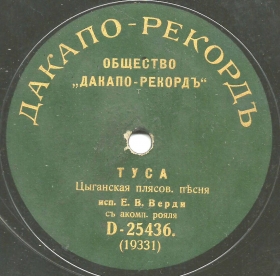 ДАКАПО-РЕКОРДЪ
ОБЩЕСТВО
„ДАКАПО-РЕКОРДЪ"
ТУСА
Цыганская плясов. пѣсня
исп. Е. В. Верди
съ акомп. рояля
D-25436.
(19331)